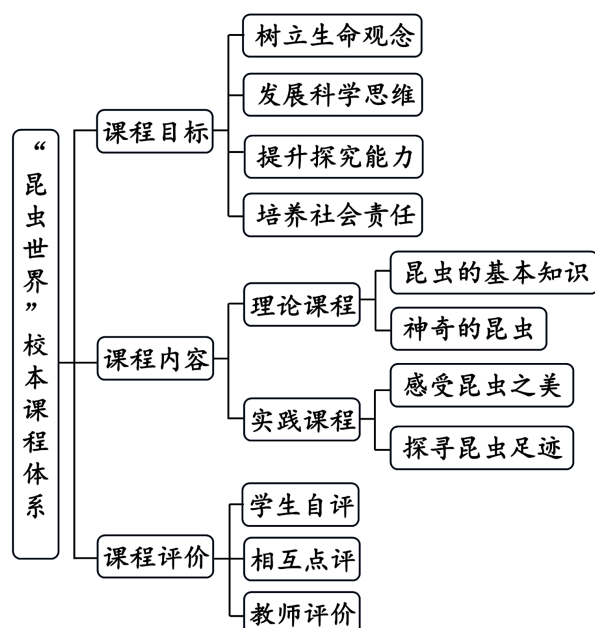 “昆虫世界”校本课程体系
课程目标
树立生命观念
发展科学思维
提升探究能力
培养社会责任
课程内容
理论课程
昆虫的基本知识
神奇的昆虫
实践课程
感受昆虫之美
探寻昆虫足迹
课程评价
学生自评
相互点评
教师评价